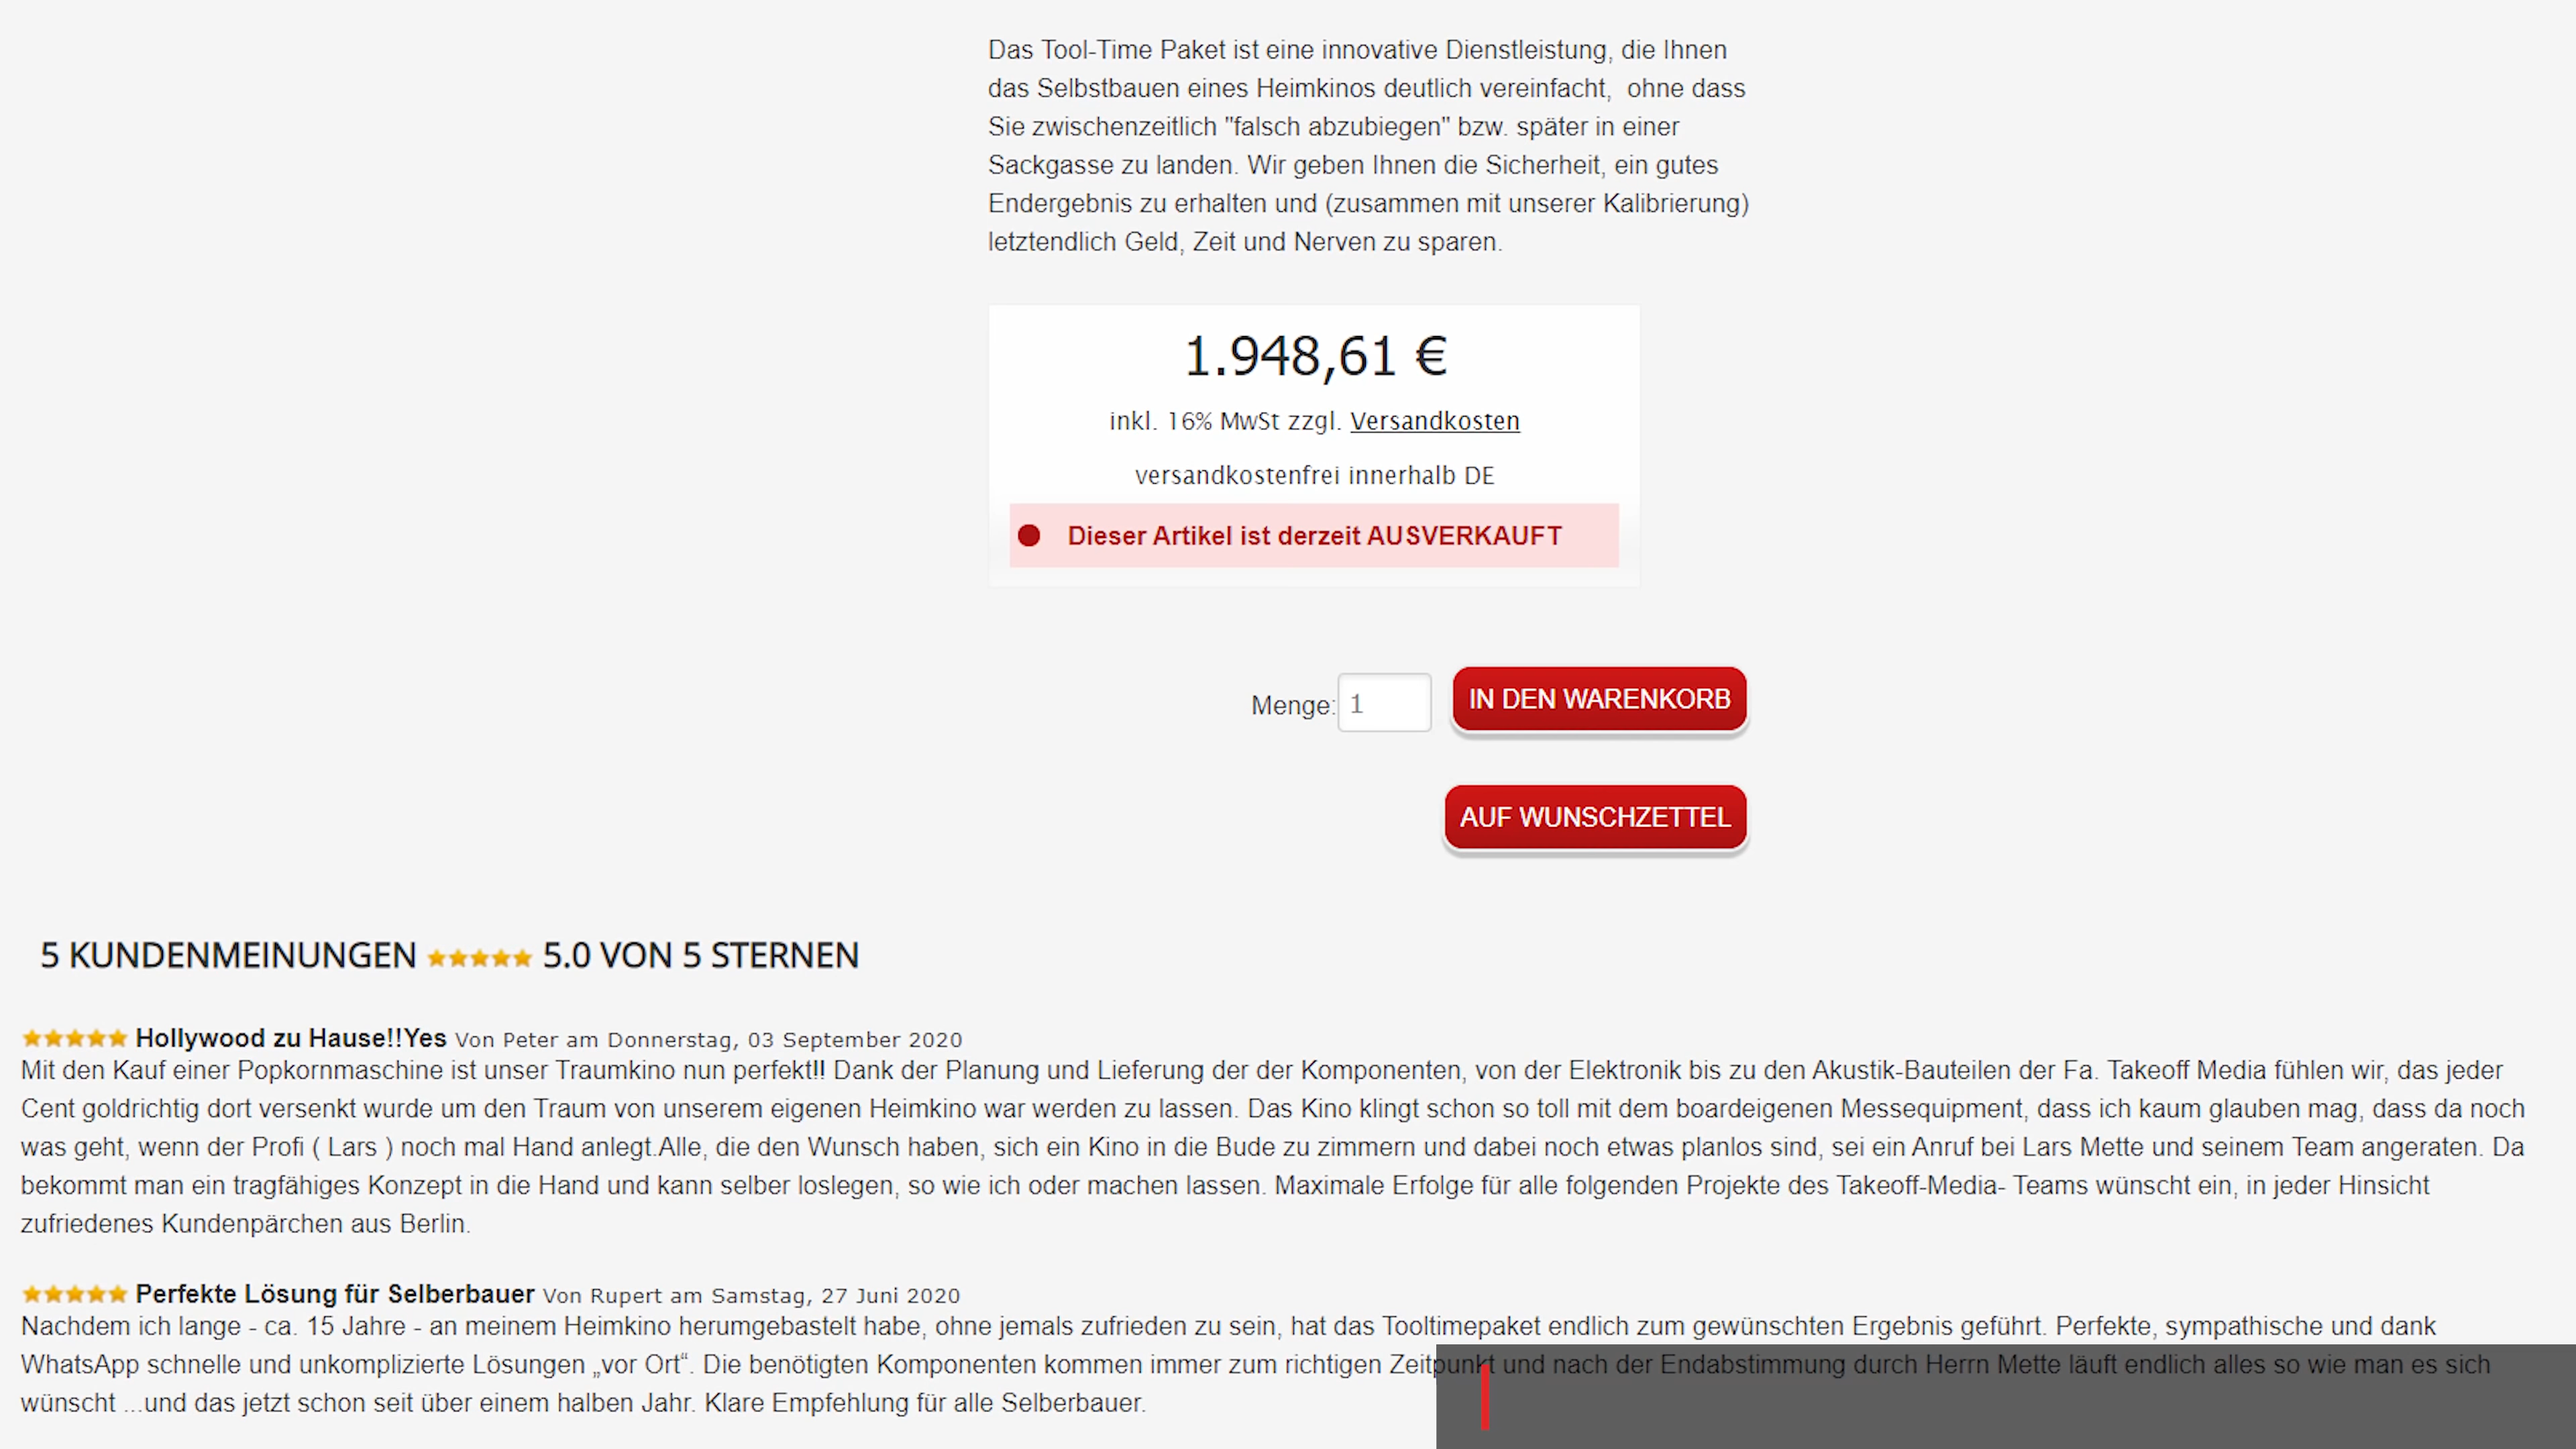 Das Tool-Time Paket ist eine innovative Dienstleistung, die Ihnen
das Selbstbauen eines Heimkinos deutlich vereinfacht,  ohne dass
Sie zwischenzeitlich "falsch abzubiegen" bzw. später in einer
Sackgasse zu landen. Wir geben Ihnen die Sicherheit, ein gutes
Endergebnis zu erhalten und (zusammen mit unserer Kalibrierung)
letztendlich Geld, Zeit und Nerven zu sparen.
1.948,61 €
inkl. 16% MwSt zzgl. Versandkosten
versandkostenfrei innerhalb DE
Dieser Artikel ist derzeit AUSVERKAUFT
Menge: 1 IN DEN WARENKORB
AUF WUNSCHZETTEL
5 KUNDENMEINUNGEN 5.0 VON 5 STERNEN
Hollywood zu Hause!!Yes Von Peter am Donnerstag, 03 September 2020
Mit den Kauf einer Popkornmaschine ist unser Traumkino nun perfekt!! Dank der Planung und Lieferung der der Komponenten, von der Elektronik bis zu den Akustik-Bauteilen der Fa. Takeoff Media fühlen wir, das jeder
Cent goldrichtig dort versenkt wurde um den Traum von unserem eigenen Heimkino war werden zu lassen. Das Kino klingt schon so toll mit dem boardeigenen Messequipment, dass ich kaum glauben mag, dass da noch
was geht, wenn der Profi ( Lars ) noch mal Hand anlegt.Alle, die den Wunsch haben, sich ein Kino in die Bude zu zimmern und dabei noch etwas planlos sind, sei ein Anruf bei Lars Mette und seinem Team angeraten. Da
bekommt man ein tragfähiges Konzept in die Hand und kann selber loslegen, so wie ich oder machen lassen. Maximale Erfolge für alle folgenden Projekte des Takeoff-Media- Teams wünscht ein, in jeder Hinsicht
zufriedenes Kundenpärchen aus Berlin.
Perfekte Lösung für Selberbauer Von Rupert am Samstag, 27 Juni 2020
Nachdem ich lange - ca. 15 Jahre - an meinem Heimkino herumgebastelt habe, ohne jemals zufrieden zu sein, hat das Tooltimepaket endlich zum gewünschten Ergebnis geführt. Perfekte, sympathische und dank
WhatsApp schnelle und unkomplizierte Lösungen „vor Ort“. Die benötigten Komponenten kommen immer zum richtigen Zeitpunkt und nach der Endabstimmung durch Herrn Mette läuft endlich alles so wie man es sich
wünscht ...und das jetzt schon seit über einem halben Jahr. Klare Empfehlung für alle Selberbauer.